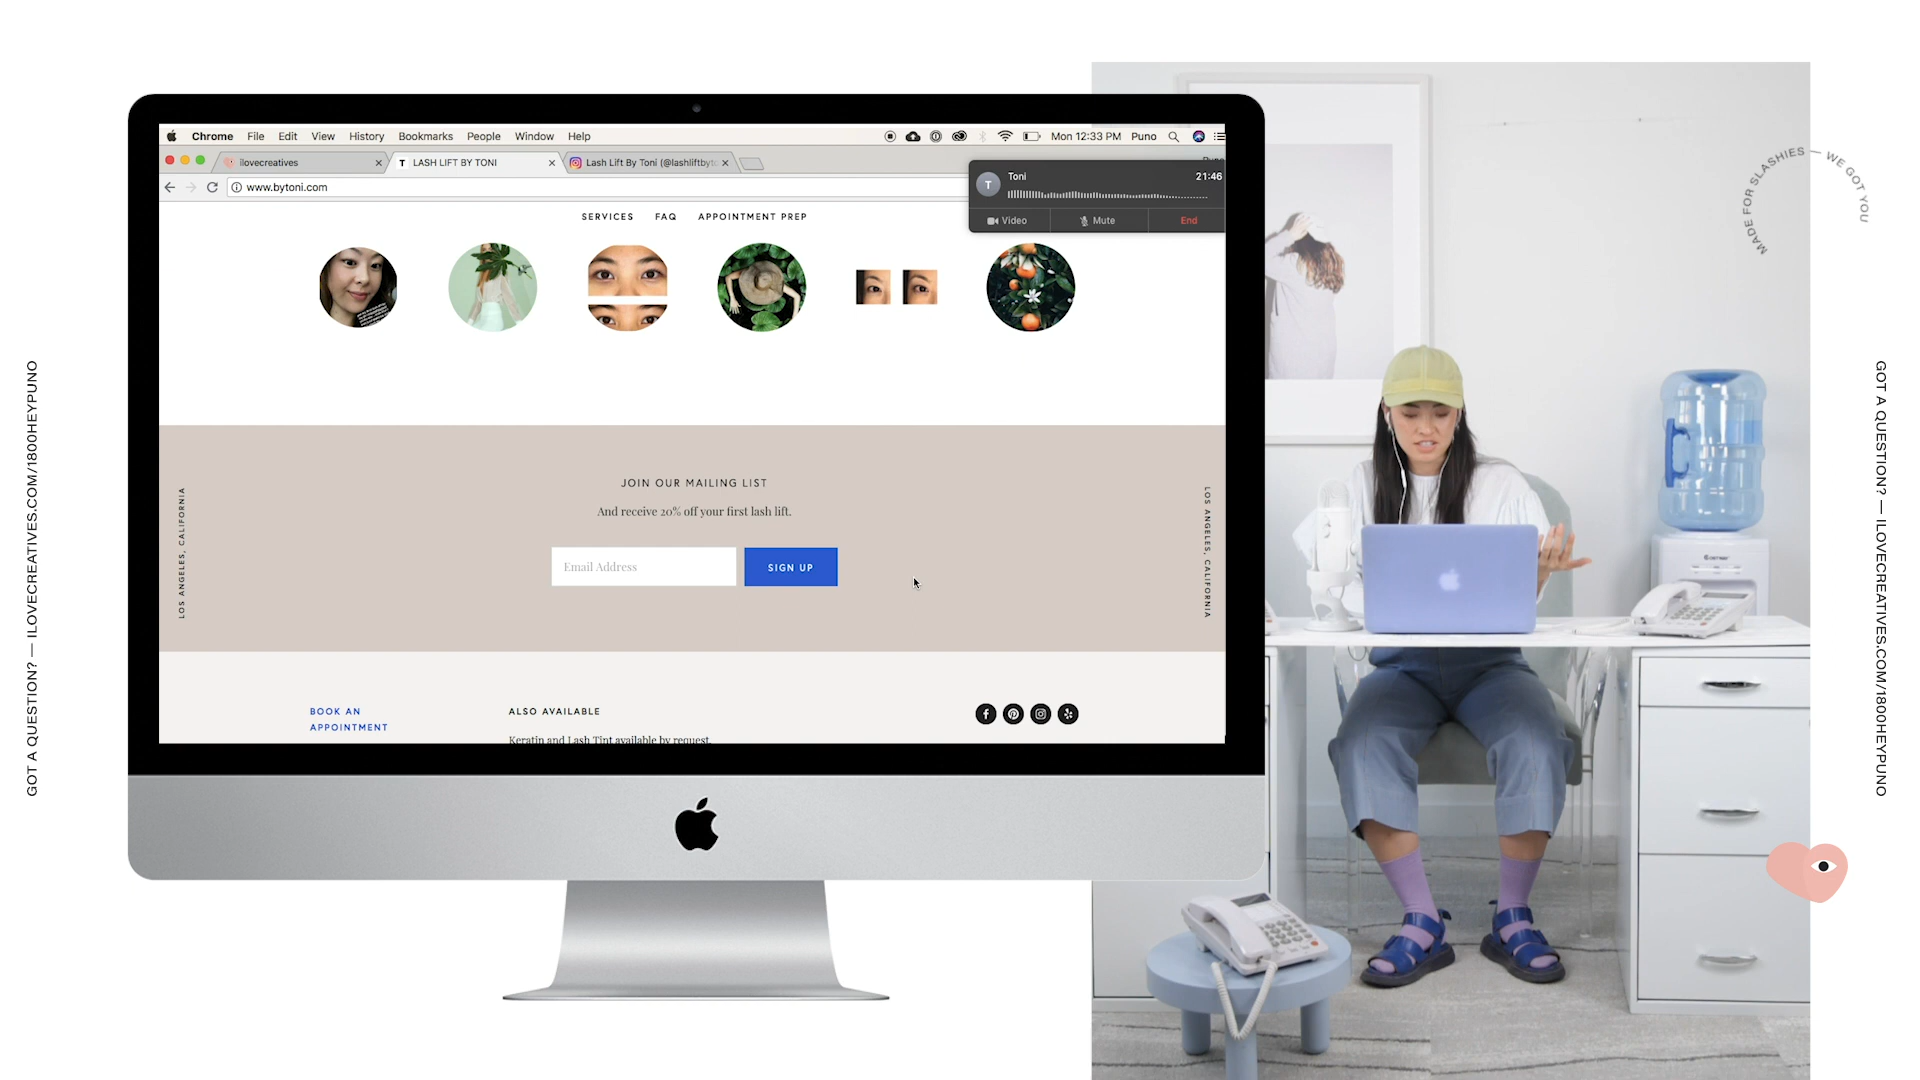 Chrome File Edit View History Bookmarks People Window Help
Mon 12:33 PM Puno
ilovecreatives
T LASH LIFT BY TONI
Lash Lift By Toni (@lashliftbyto
www.bytoni.com
T
Toni
21:46
Video
Mute
End
SERVICES
FAQ
APPOINTMENT PREP
JOIN OUR MAILING LIST
And receive 20% off your first lash lift.
Email Address
SIGN UP
LOS ANGELES, CALIFORNIA
LOS ANGELES, CALIFORNIA
BOOK AN
APPOINTMENT
ALSO AVAILABLE
Keratin and Lash Tint available by request.
GOT A QUESTION? — ILOVECREATIVES.COM/1800HEYPUNO
GOT A QUESTION? — ILOVECREATIVES.COM/1800HEYPUNO
MADE FOR SLASHIES — WE GOT YOU